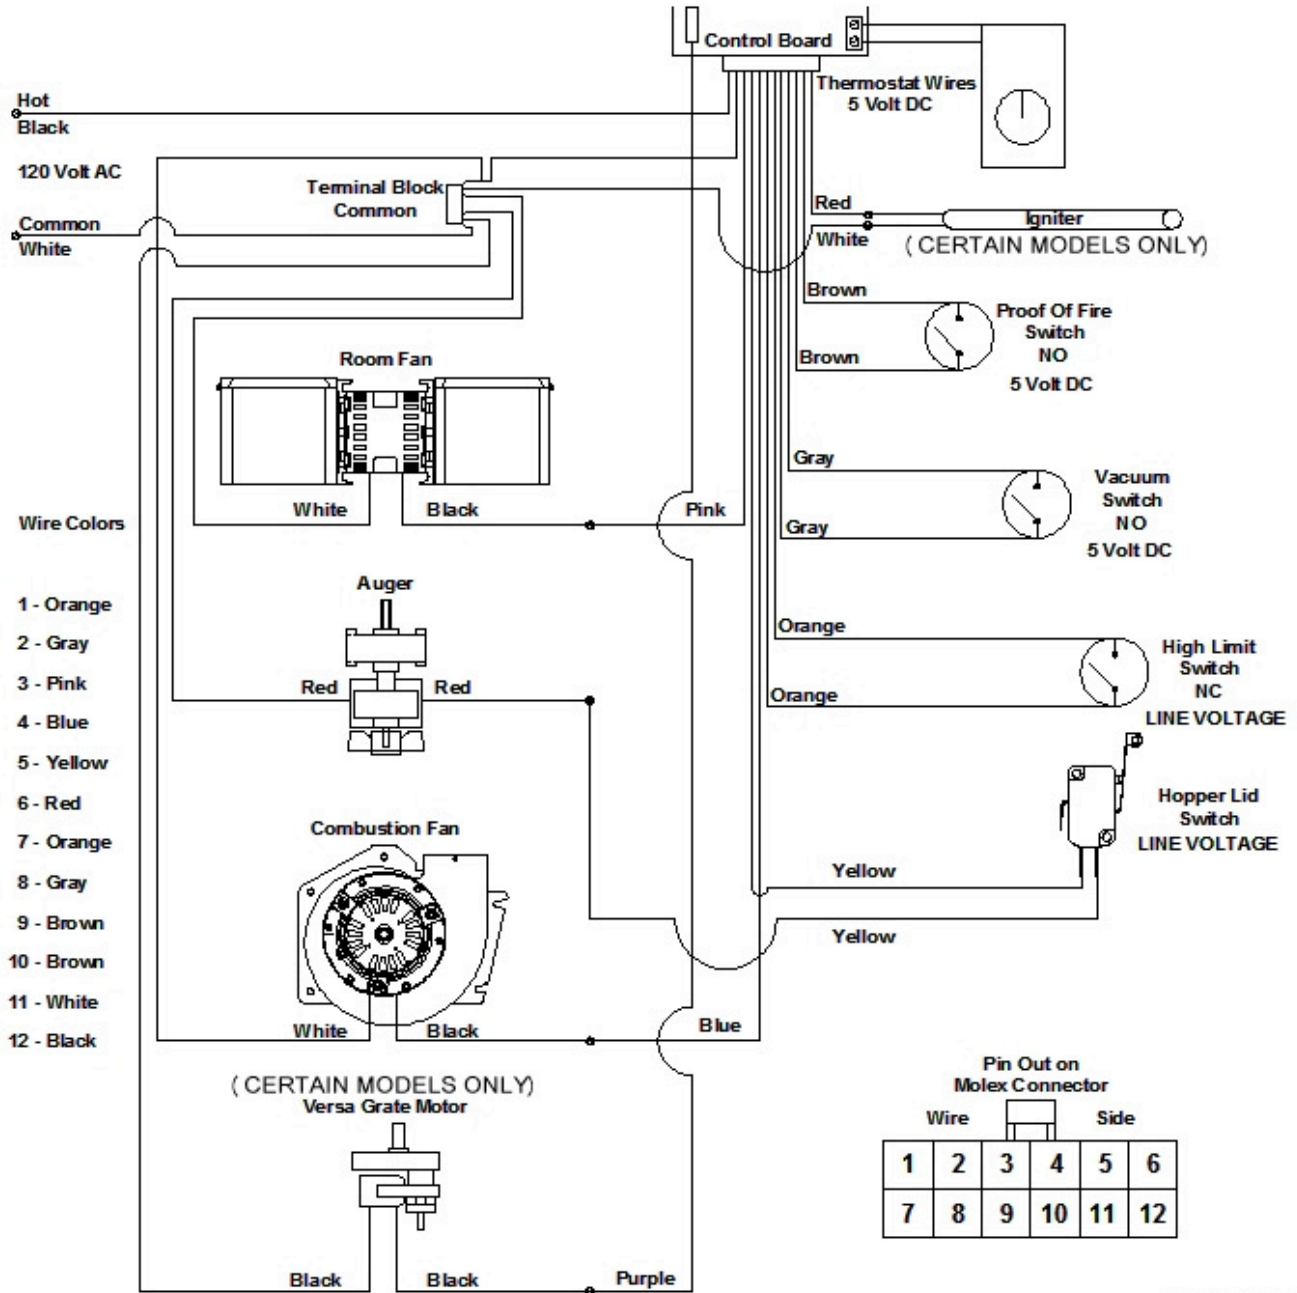 Control Board
Thermostat Wires
5 Volt DC
Hot
Black
120 Volt AC
Terminal Block
Common
Common
White
Red
White
Igniter
( CERTAIN MODELS ONLY)
Brown
Brown
Proof Of Fire
Switch
NO
5 Volt DC
Room Fan
White
Black
Pink
Gray
Gray
Vacuum
Switch
NO
5 Volt DC
Wire Colors
1 - Orange
2 - Gray
3 - Pink
4 - Blue
5 - Yellow
6 - Red
7 - Orange
8 - Gray
9 - Brown
10 - Brown
11 - White
12 - Black
Auger
Red
Red
Orange
Orange
High Limit
Switch
NC
LINE VOLTAGE
Hopper Lid
Switch
LINE VOLTAGE
Yellow
Yellow
Combustion Fan
White
Black
Blue
( CERTAIN MODELS ONLY)
Versa Grate Motor
Black
Black
Purple
Pin Out on
Molex Connector
Wire Side
1 2 3 4 5 6
7 8 9 10 11 12